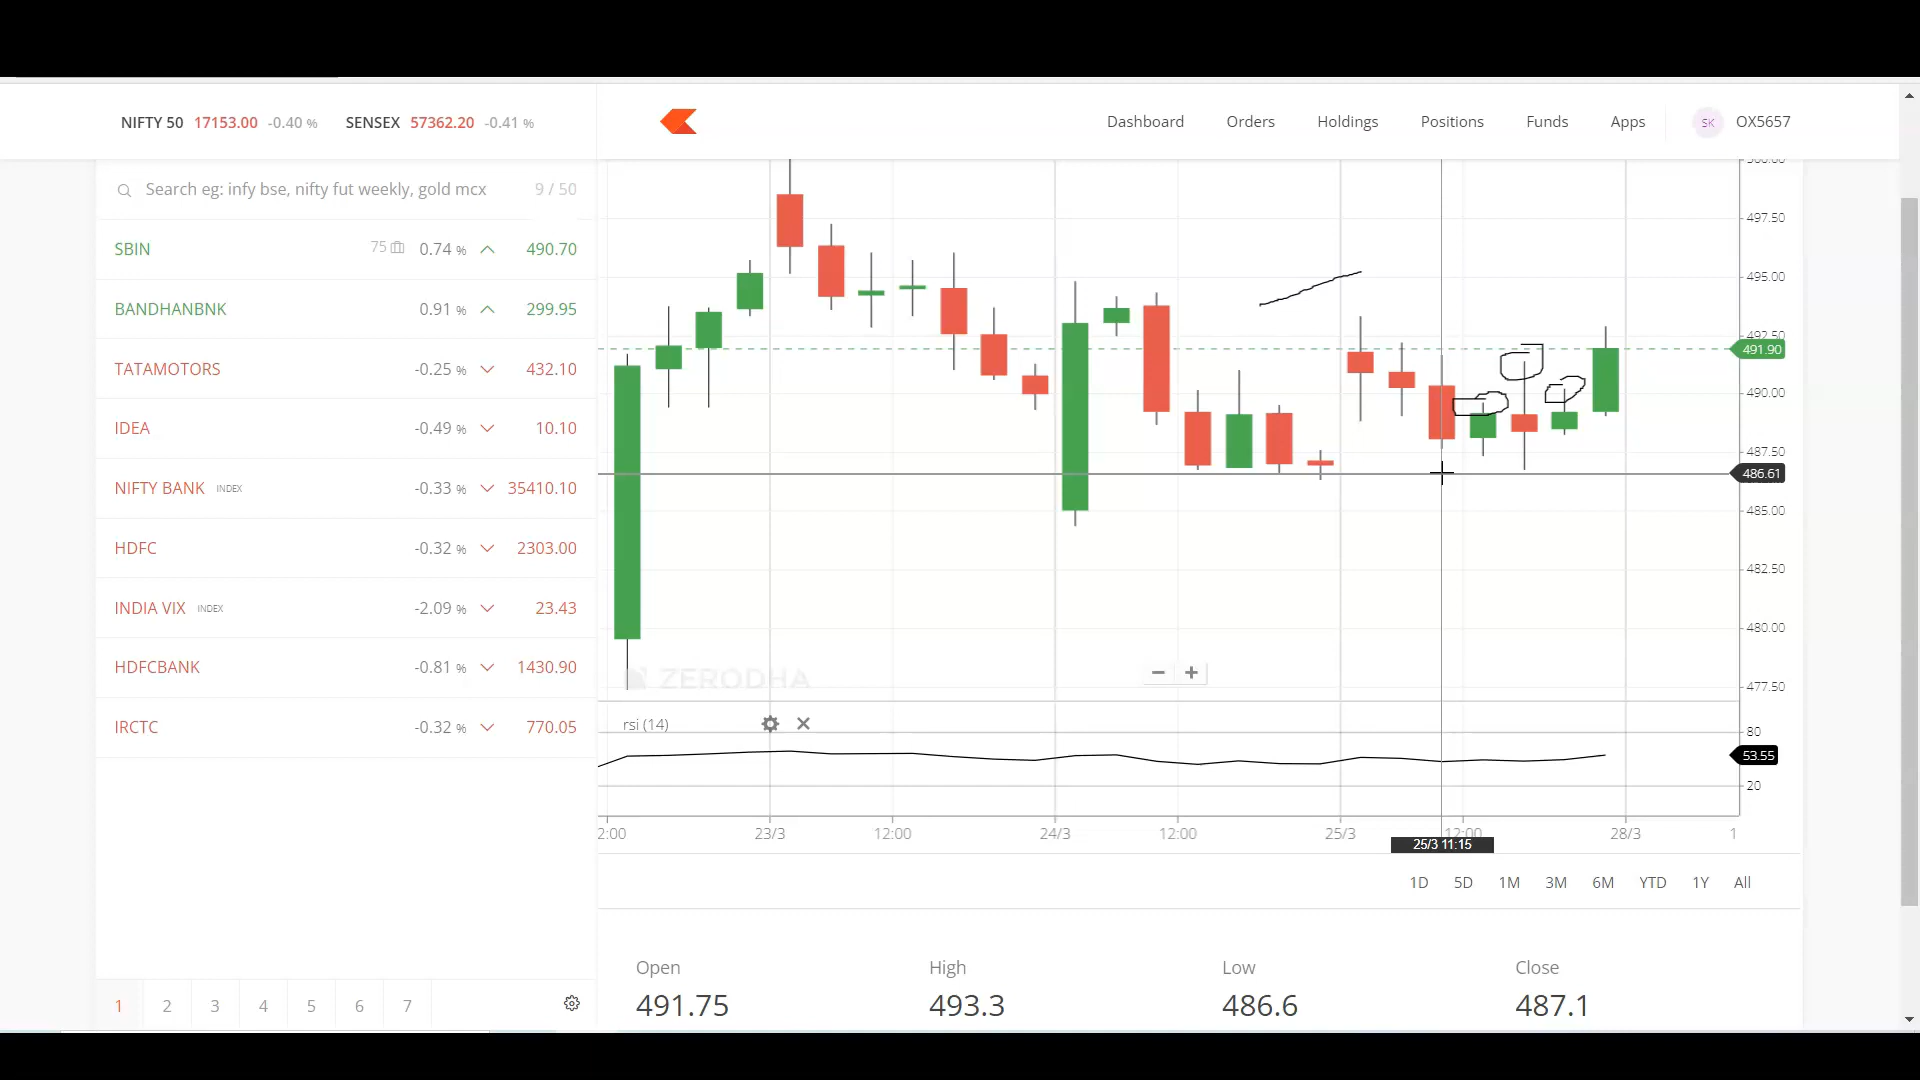 NIFTY 50 17153.00 -0.40 % SENSEX 57362.20 -0.41 %
Dashboard Orders Holdings Positions Funds Apps SK OX5657
Search eg: infy bse, nifty fut weekly, gold mcx 9 / 50
SBIN 75 0.74 % 490.70
BANDHANBNK 0.91 % 299.95
TATAMOTORS -0.25 % 432.10
IDEA -0.49 % 10.10
NIFTY BANK INDEX -0.33 % 35410.10
HDFC -0.32 % 2303.00
INDIA VIX INDEX -2.09 % 23.43
HDFCBANK -0.81 % 1430.90
IRCTC -0.32 % 770.05
1 2 3 4 5 6 7
497.50
495.00
492.50
491.90
490.00
487.50
486.61
485.00
482.50
480.00
477.50
ZERODHA
rsi (14)
80
53.55
20
2:00 23/3 12:00 24/3 12:00 25/3 12:00 28/3 1
25/3 11:15
1D 5D 1M 3M 6M YTD 1Y All
Open High Low Close
491.75 493.3 486.6 487.1